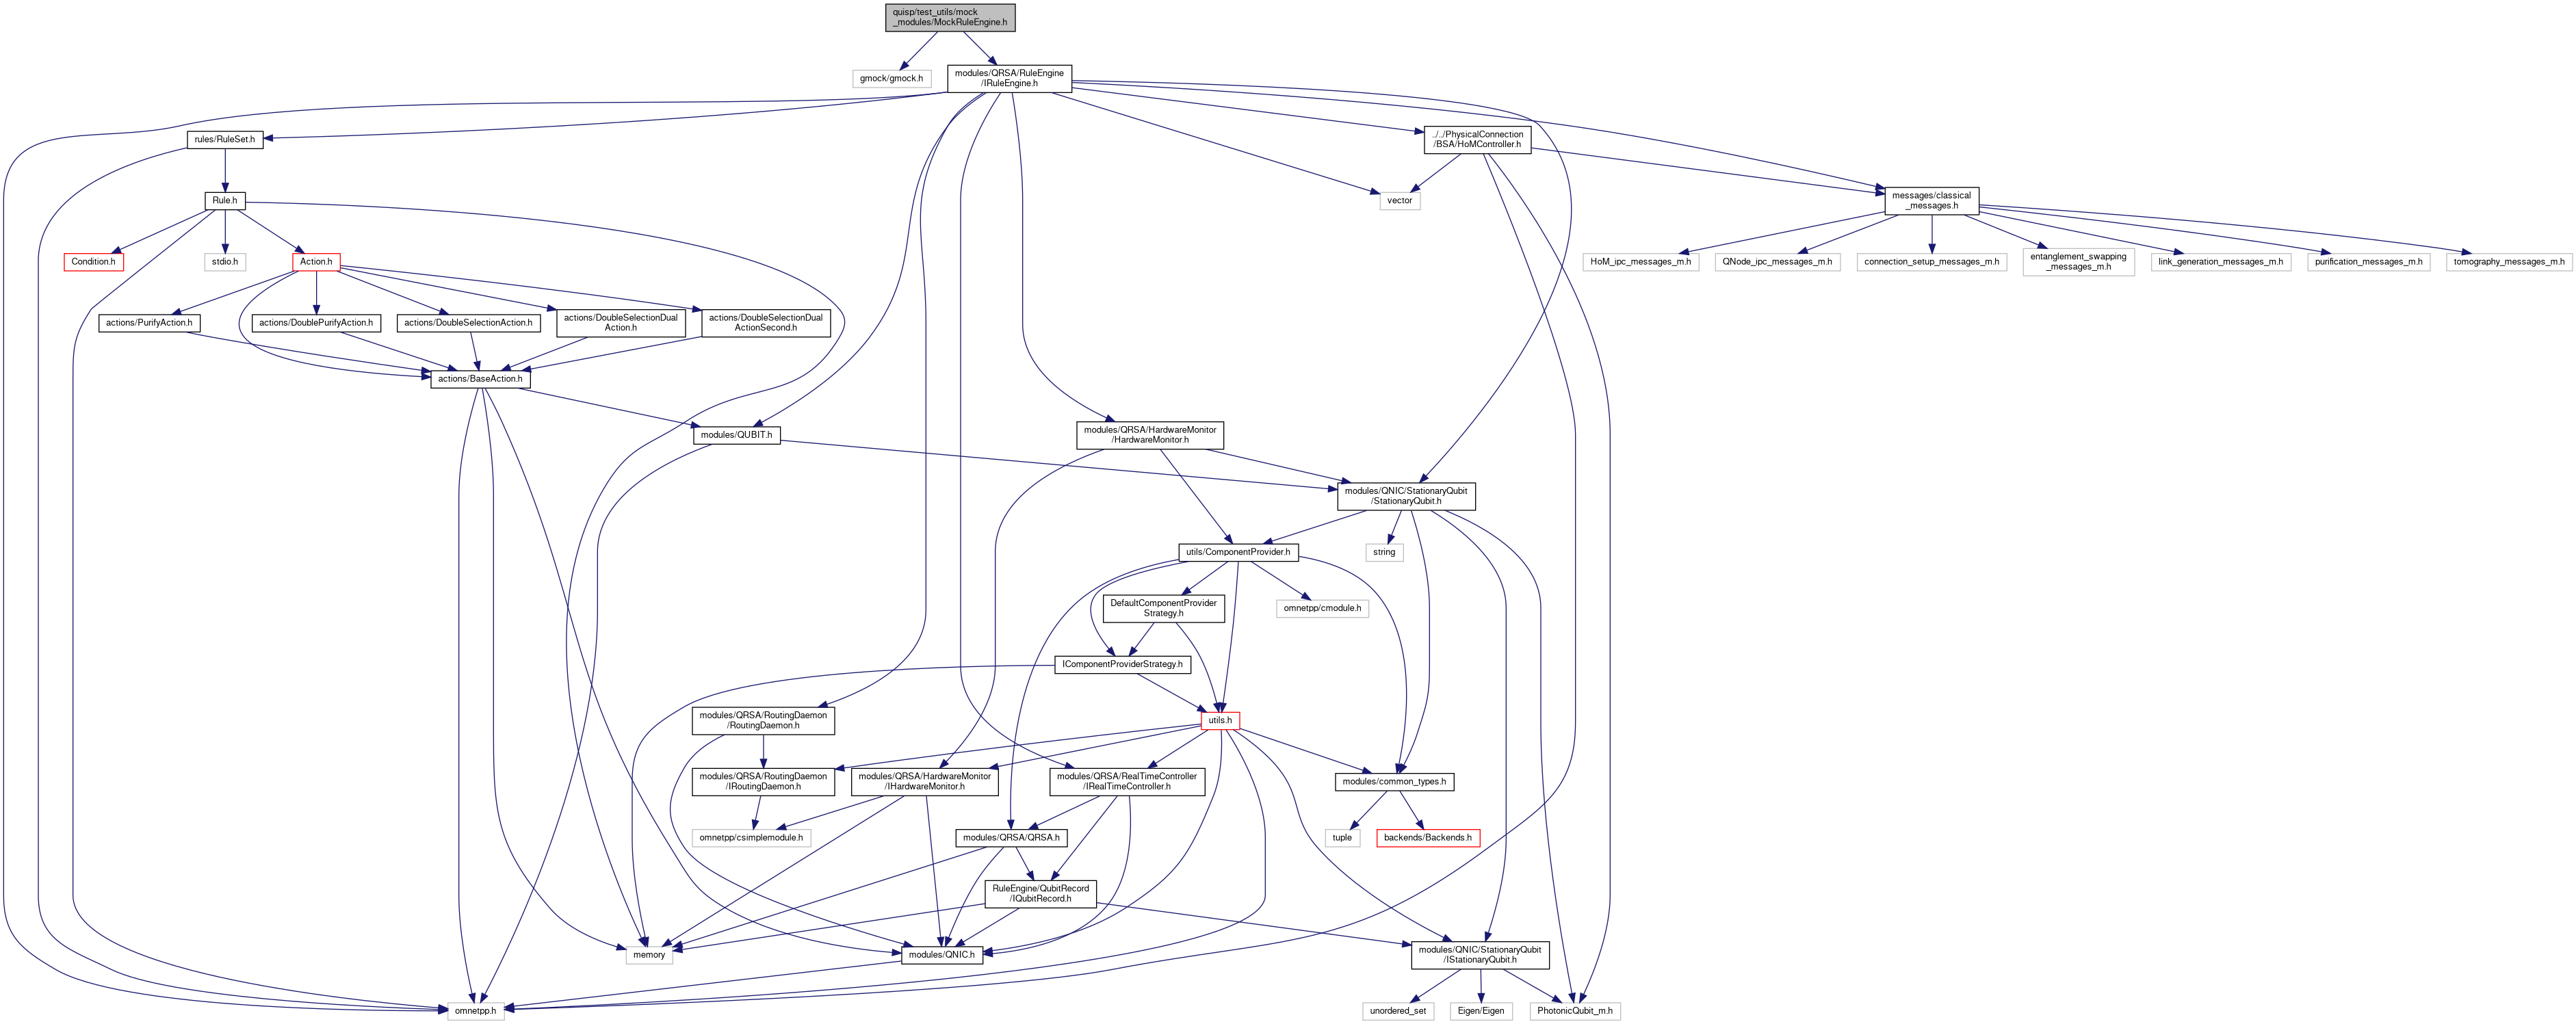 quisp/test_utils/mock
_modules/MockRuleEngine.h
gmock/gmock.h
modules/QRSA/RuleEngine
/IRuleEngine.h
rules/RuleSet.h
../../PhysicalConnection
/BSA/HoMController.h
Rule.h
vector
messages/classical
_messages.h
Condition.h
stdio.h
Action.h
HoM_ipc_messages_m.h
QNode_ipc_messages_m.h
connection_setup_messages_m.h
entanglement_swapping
_messages_m.h
link_generation_messages_m.h
purification_messages_m.h
tomography_messages_m.h
actions/PurifyAction.h
actions/DoublePurifyAction.h
actions/DoubleSelectionAction.h
actions/DoubleSelectionDual
Action.h
actions/DoubleSelectionDual
ActionSecond.h
actions/BaseAction.h
modules/QUBIT.h
modules/QRSA/HardwareMonitor
/HardwareMonitor.h
modules/QNIC/StationaryQubit
/StationaryQubit.h
utils/ComponentProvider.h
string
DefaultComponentProvider
Strategy.h
omnetpp/cmodule.h
IComponentProviderStrategy.h
modules/QRSA/RoutingDaemon
/RoutingDaemon.h
utils.h
modules/QRSA/RoutingDaemon
/IRoutingDaemon.h
modules/QRSA/HardwareMonitor
/IHardwareMonitor.h
modules/QRSA/RealTimeController
/IRealTimeController.h
modules/common_types.h
omnetpp/csimplemodule.h
modules/QRSA/QRSA.h
tuple
backends/Backends.h
RuleEngine/QubitRecord
/IQubitRecord.h
memory
modules/QNIC.h
modules/QNIC/StationaryQubit
/IStationaryQubit.h
omnetpp.h
unordered_set
Eigen/Eigen
PhotonicQubit_m.h